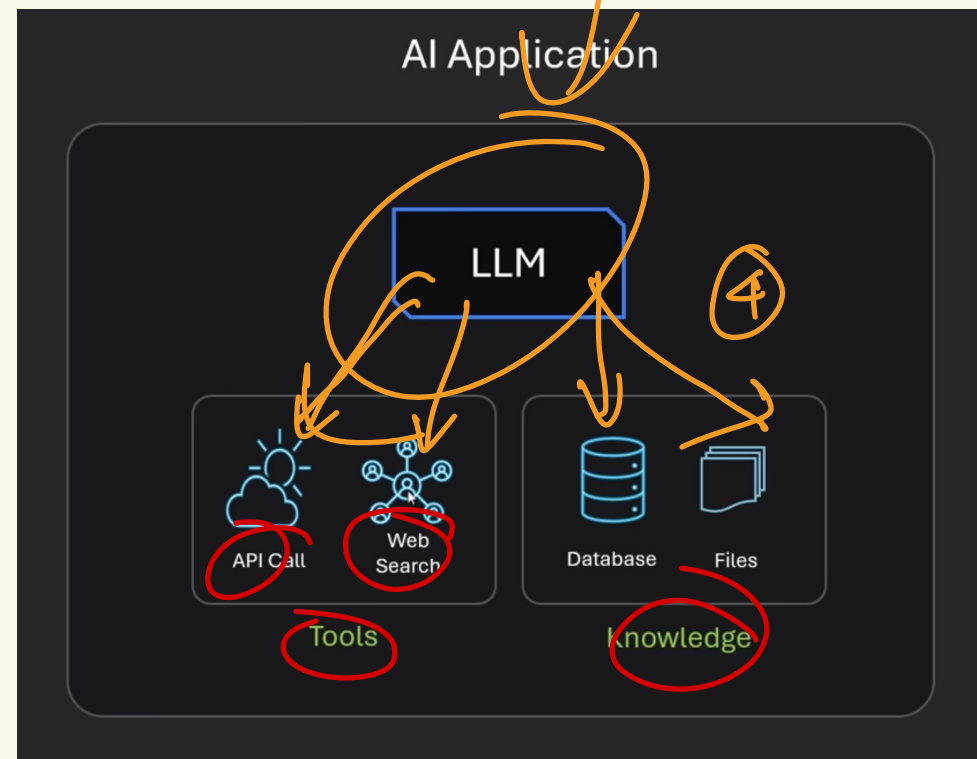 AI Application
LLM
4
API Call
Web
Search
Database
Files
Tools
Knowledge